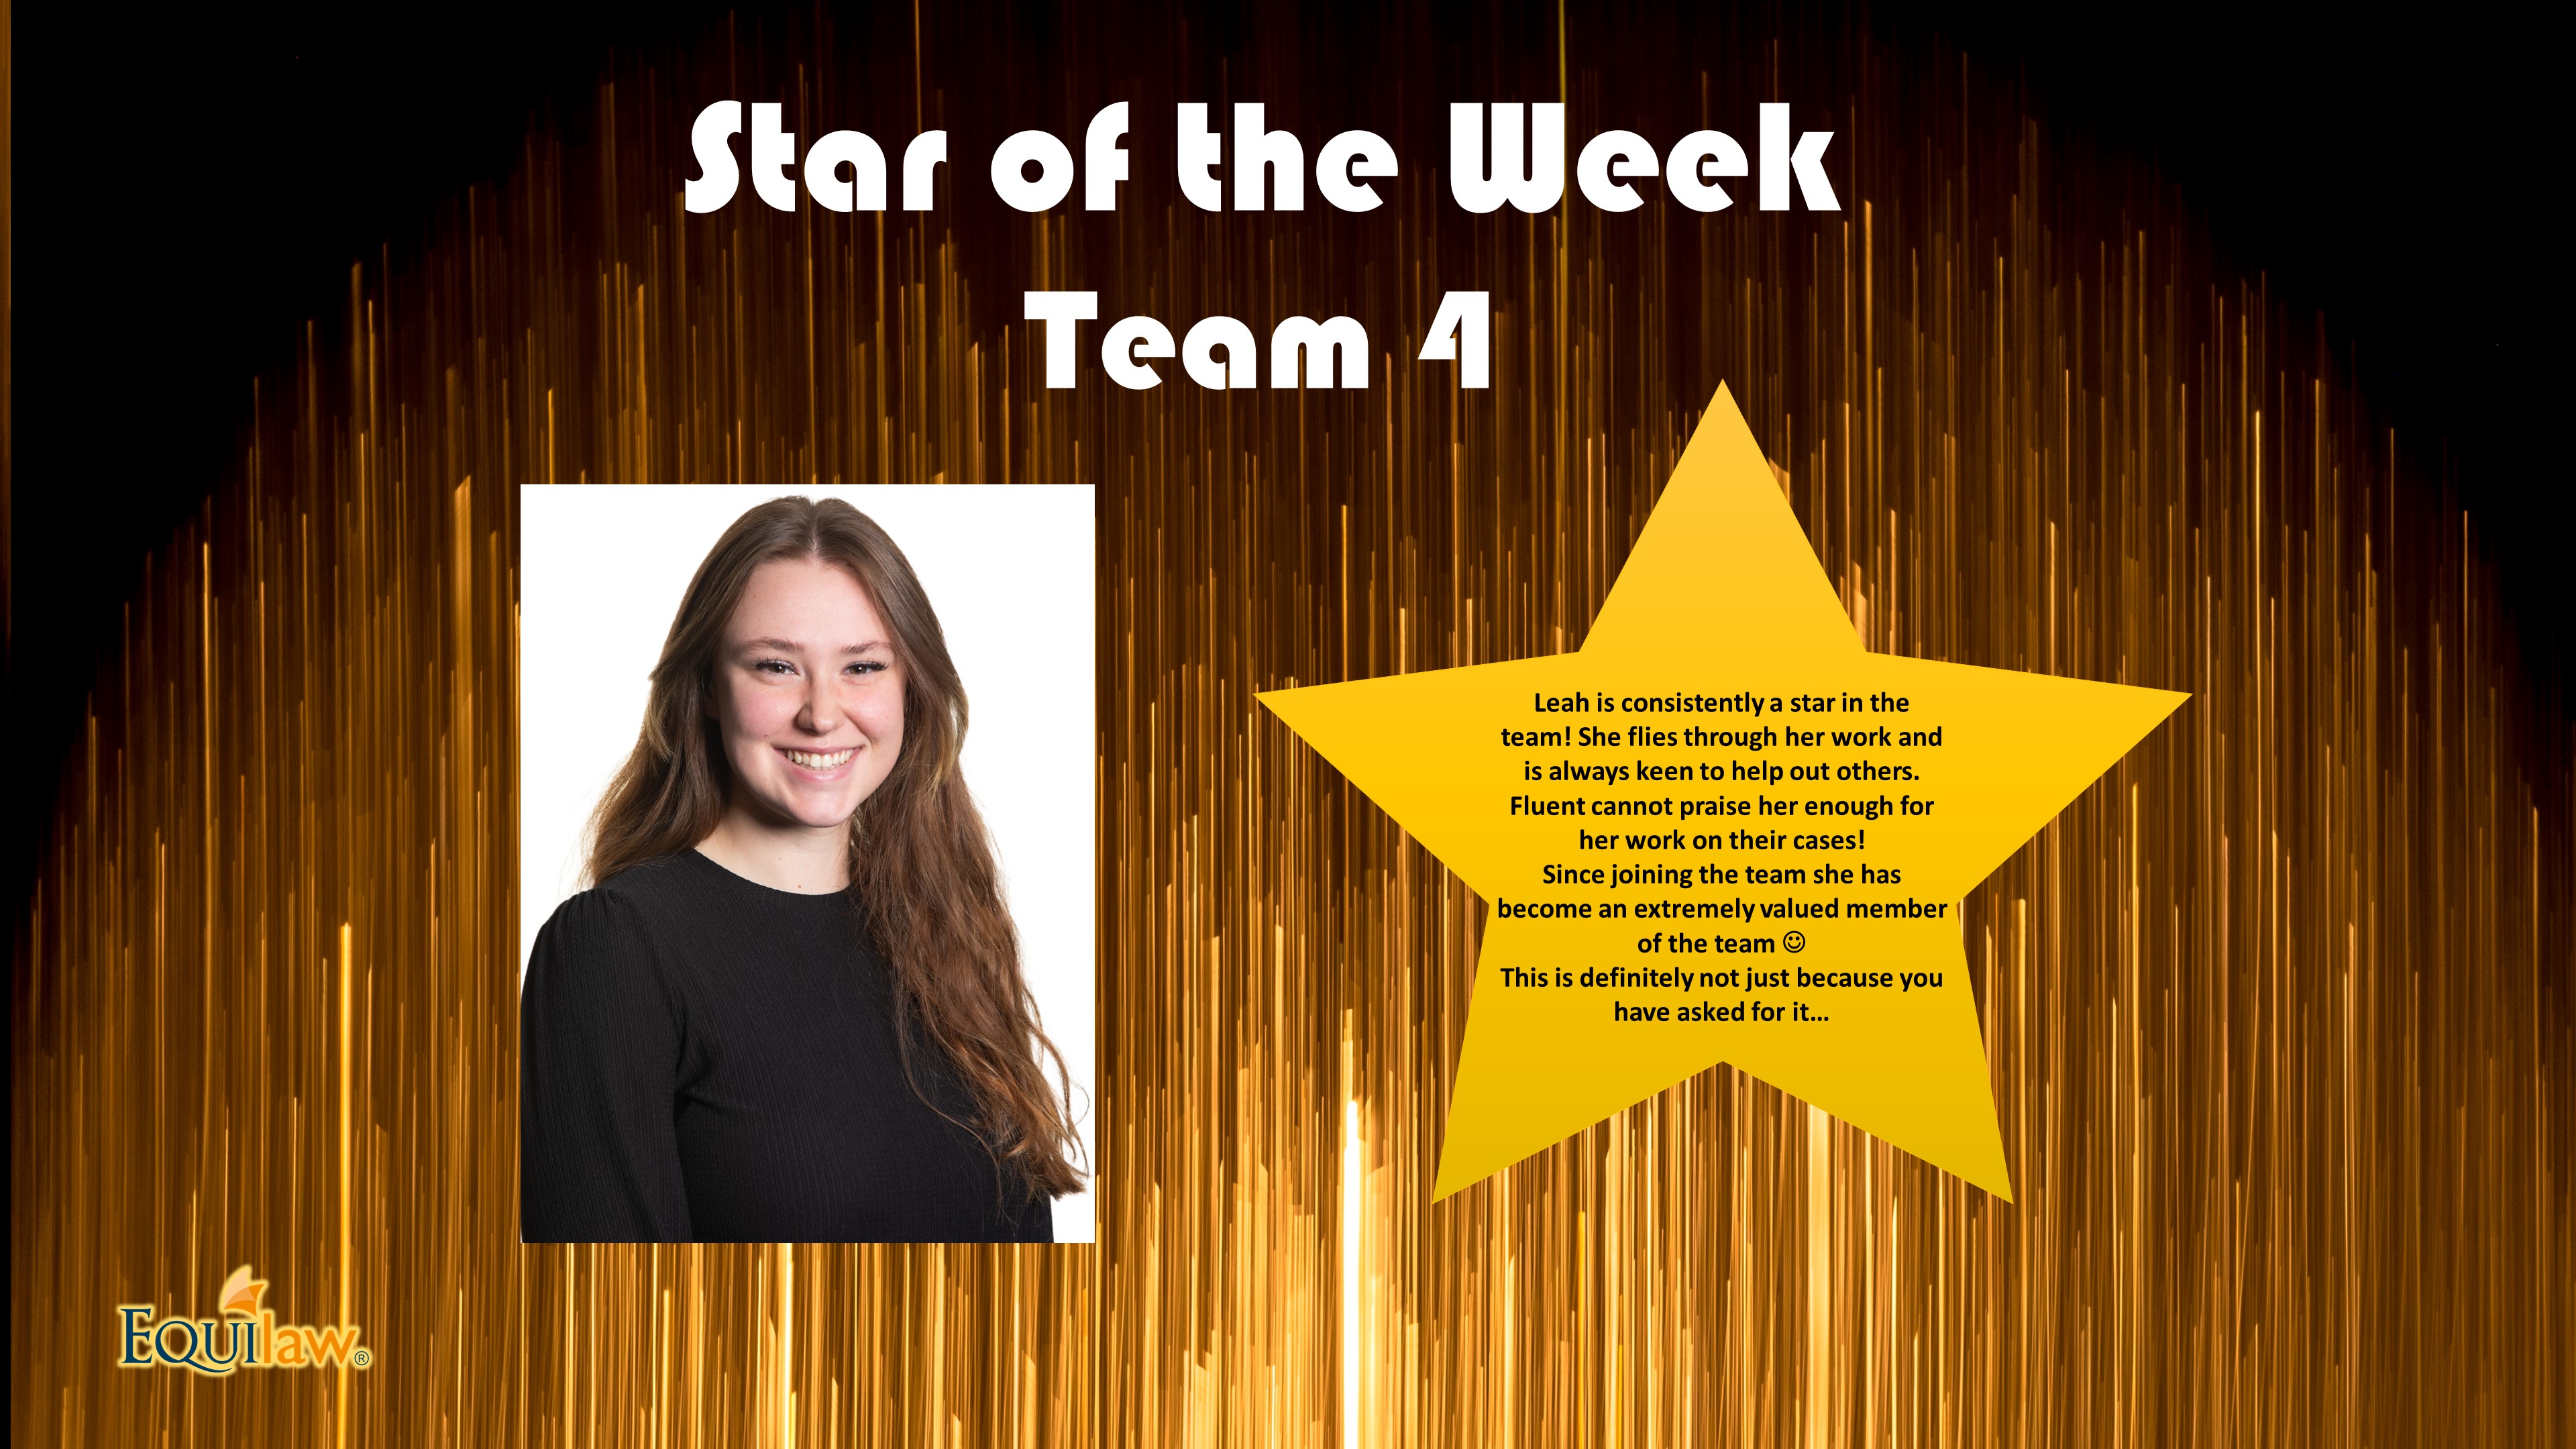 Star of the Week
Team 4
Leah is consistently a star in the
team! She flies through her work and
is always keen to help out others.
Fluent cannot praise her enough for
her work on their cases!
Since joining the team she has
become an extremely valued member
of the team ☺
This is definitely not just because you
have asked for it...
EQUIlaw®